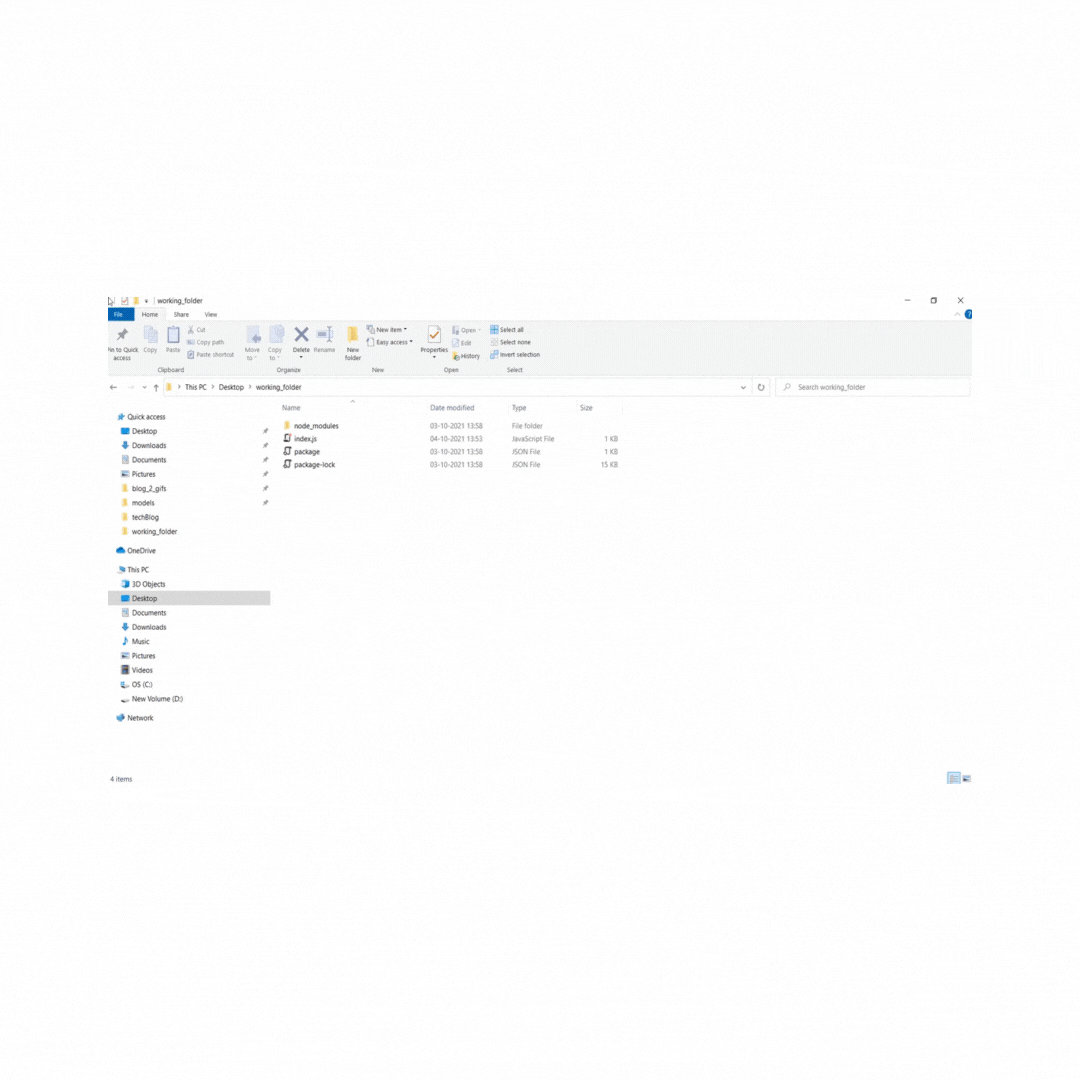 working_folder
File Home Share View
Cut
Copy path
Paste shortcut
to Quick access
Copy
Paste
Clipboard
Move to
Copy to
Delete
Rename
Organize
New folder
New item
Easy access
New
Properties
Open
Edit
History
Open
Select all
Select none
Invert selection
Select
This PC > Desktop > working_folder
Search working_folder
Name Date modified Type Size
node_modules 03-10-2021 13:58 File folder
index.js 04-10-2021 13:53 JavaScript File 1 KB
package 03-10-2021 13:58 JSON File 1 KB
package-lock 03-10-2021 13:58 JSON File 15 KB
Quick access
Desktop
Downloads
Documents
Pictures
blog_2_gifs
models
techBlog
working_folder
OneDrive
This PC
3D Objects
Desktop
Documents
Downloads
Music
Pictures
Videos
OS (C:)
New Volume (D:)
Network
4 items